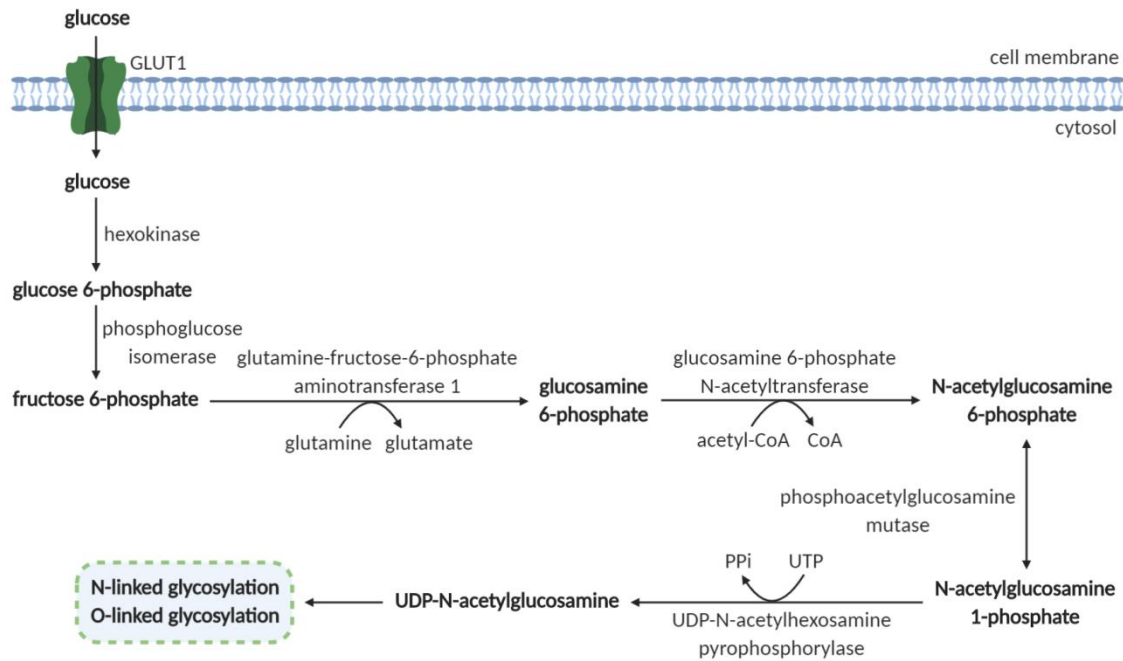 glucose
GLUT1
cell membrane
cytosol
glucose
hexokinase
glucose 6-phosphate
phosphoglucose
isomerase
fructose 6-phosphate
glutamine-fructose-6-phosphate
aminotransferase 1
glutamine
glutamate
glucosamine
6-phosphate
glucosamine 6-phosphate
N-acetyltransferase
acetyl-CoA
CoA
N-acetylglucosamine
6-phosphate
phosphoacetylglucosamine
mutase
N-acetylglucosamine
1-phosphate
PPi
UTP
UDP-N-acetylhexosamine
pyrophosphorylase
UDP-N-acetylglucosamine
N-linked glycosylation
O-linked glycosylation